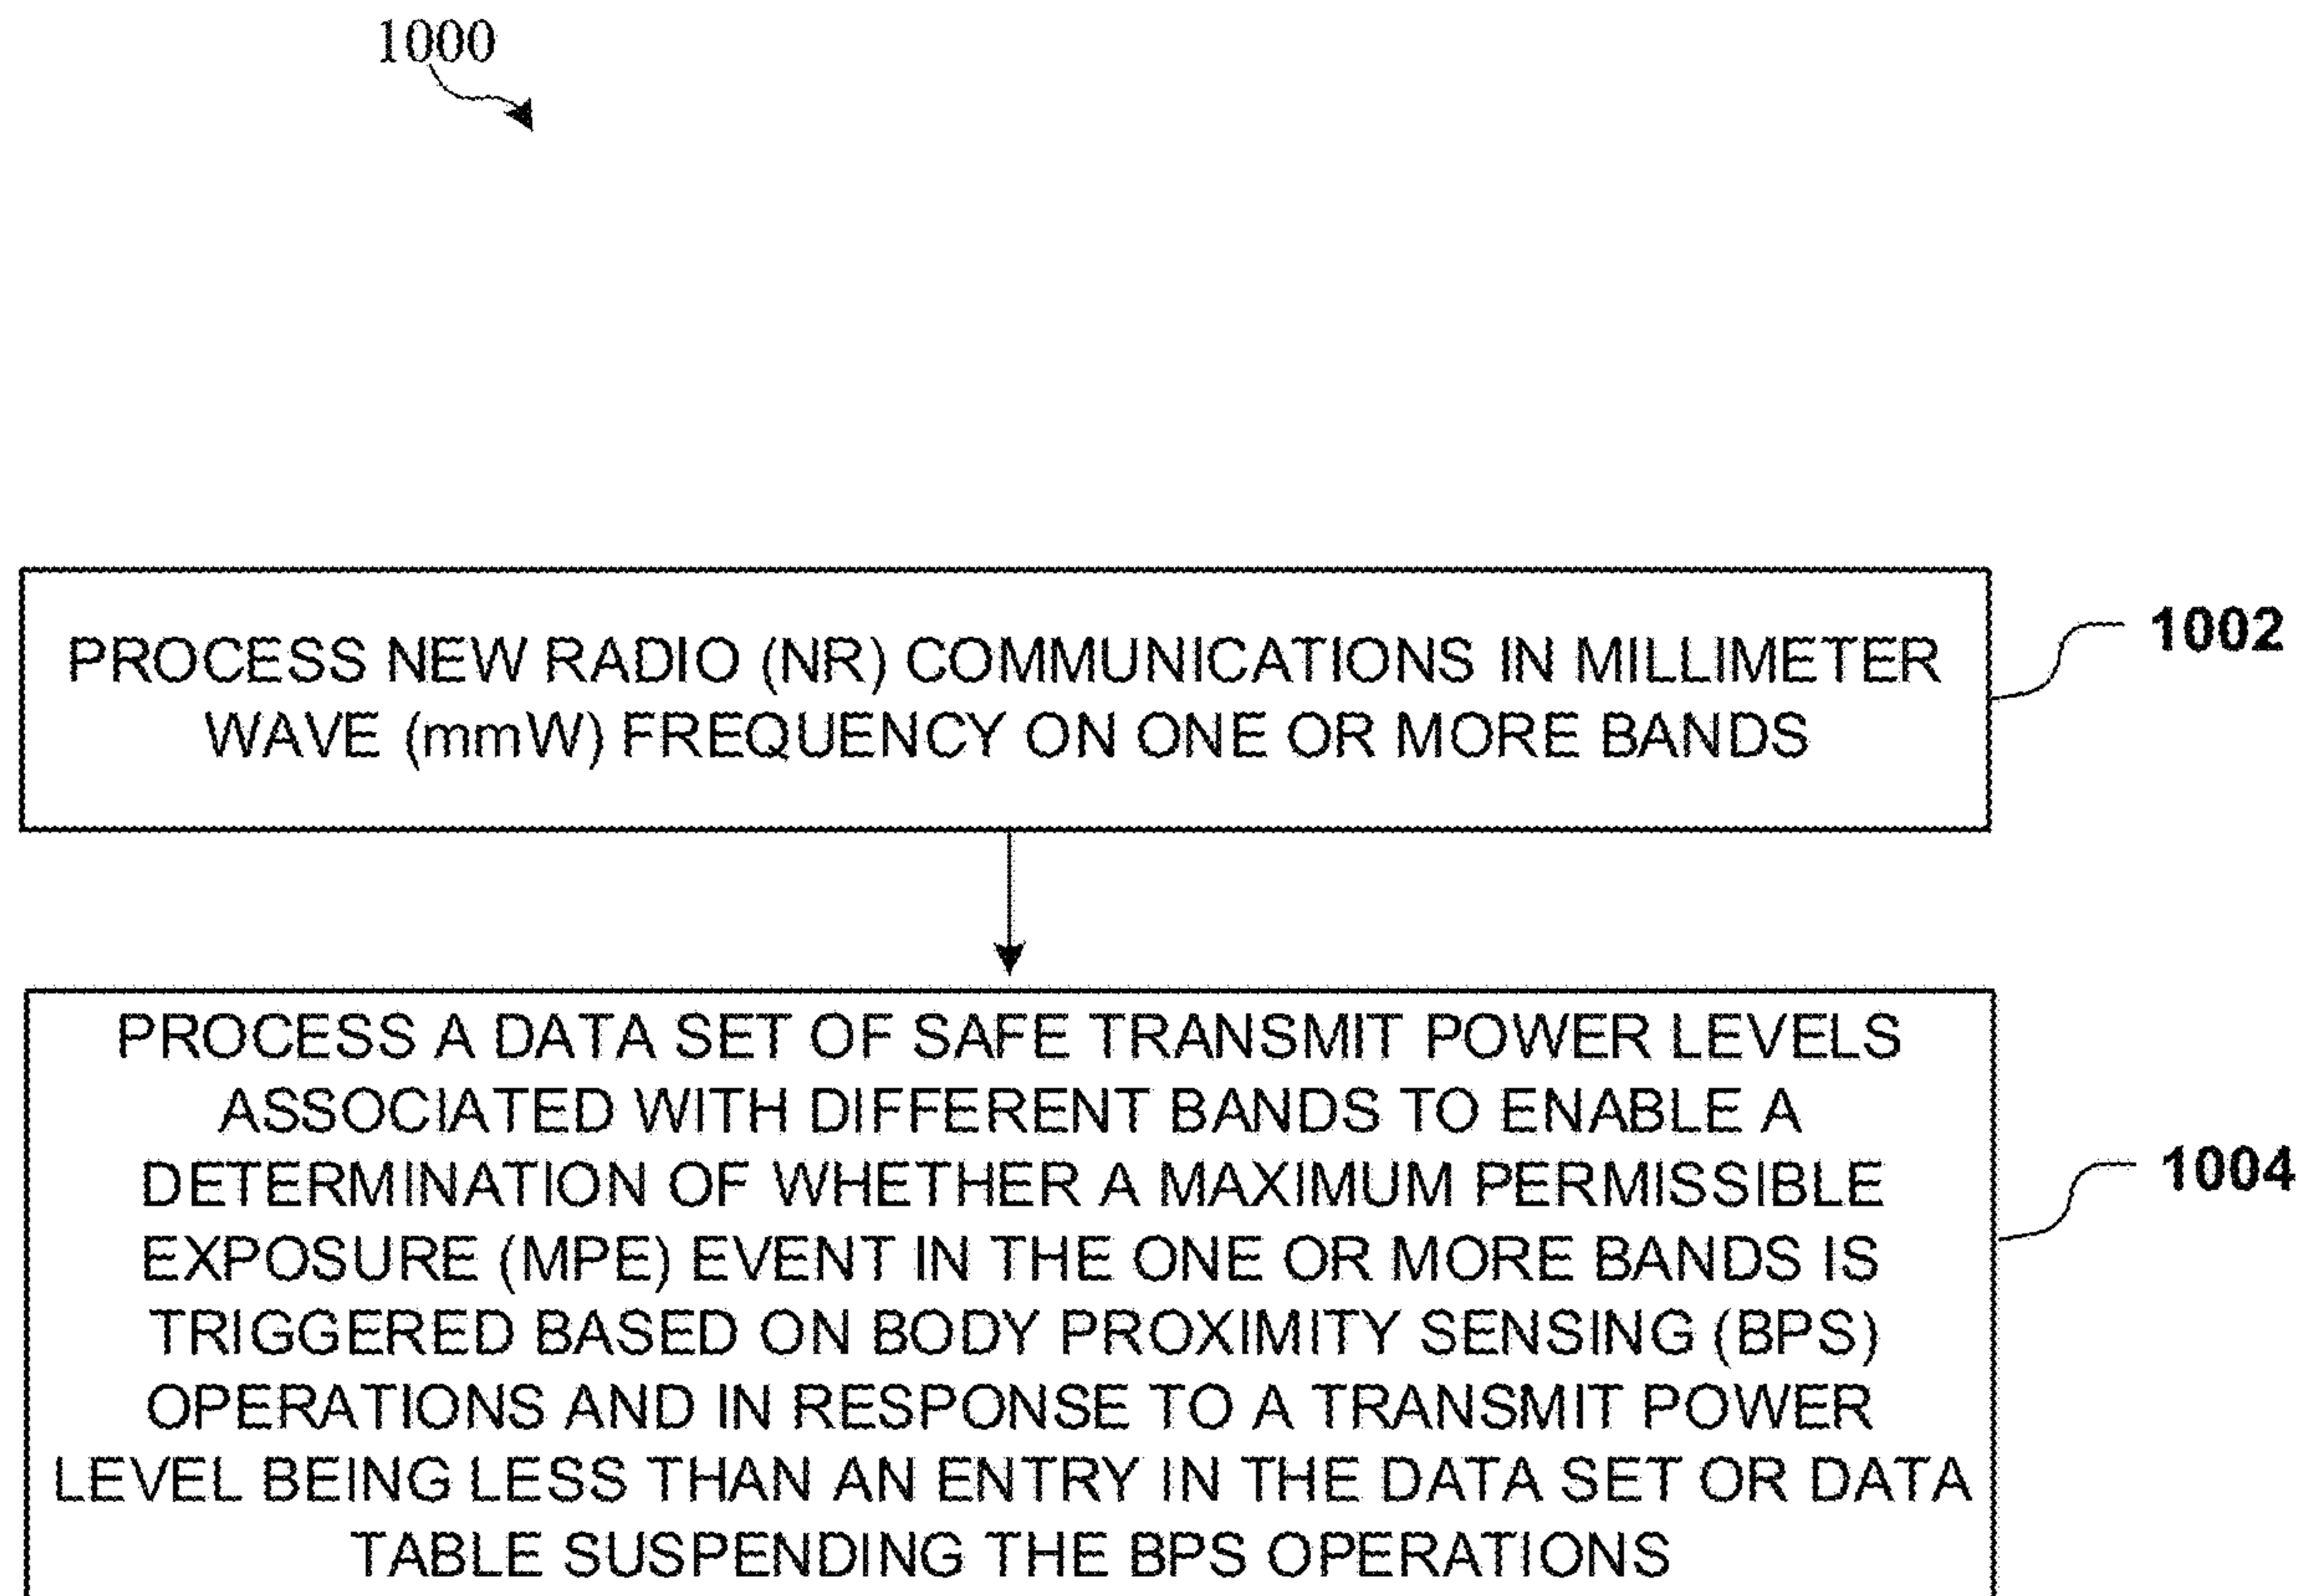 1000
PROCESS NEW RADIO (NR) COMMUNICATIONS IN MILLIMETER
WAVE (mmW) FREQUENCY ON ONE OR MORE BANDS
1002
PROCESS A DATA SET OF SAFE TRANSMIT POWER LEVELS
ASSOCIATED WITH DIFFERENT BANDS TO ENABLE A
DETERMINATION OF WHETHER A MAXIMUM PERMISSIBLE
EXPOSURE (MPE) EVENT IN THE ONE OR MORE BANDS IS
TRIGGERED BASED ON BODY PROXIMITY SENSING (BPS)
OPERATIONS AND IN RESPONSE TO A TRANSMIT POWER
LEVEL BEING LESS THAN AN ENTRY IN THE DATA SET OR DATA
TABLE SUSPENDING THE BPS OPERATIONS
1004